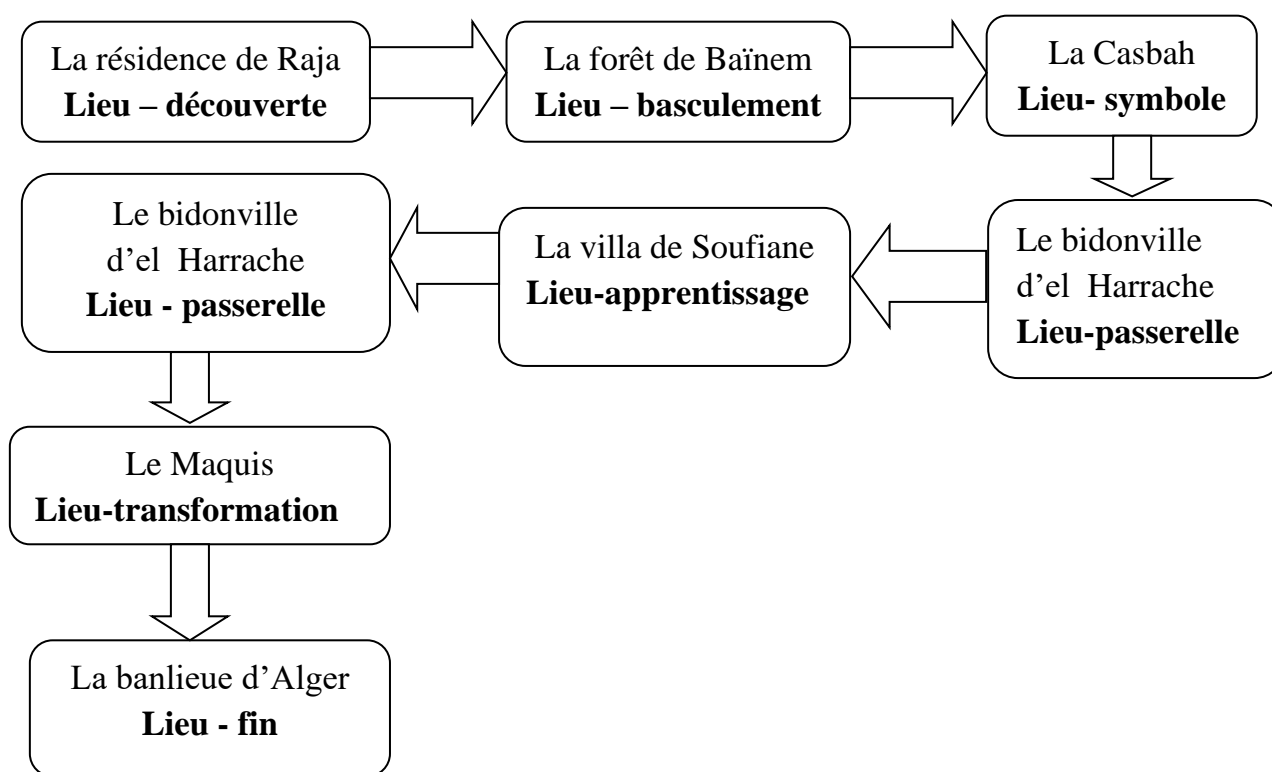 La résidence de Raja
Lieu – découverte
La forêt de Baïnem
Lieu – basculement
La Casbah
Lieu- symbole
Le bidonville
d’el Harrache
Lieu-passerelle
La villa de Soufiane
Lieu-apprentissage
Le bidonville
d’el Harrache
Lieu - passerelle
Le Maquis
Lieu-transformation
La banlieue d’Alger
Lieu - fin